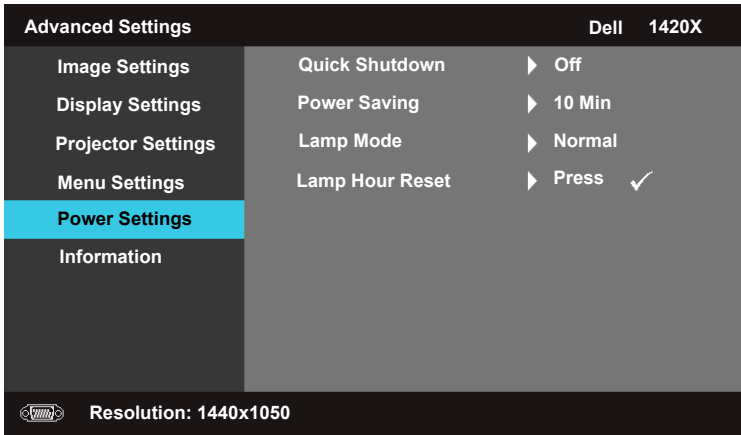 Advanced Settings Dell 1420X
Image Settings Quick Shutdown Off
Display Settings Power Saving 10 Min
Projector Settings Lamp Mode Normal
Menu Settings Lamp Hour Reset Press
Power Settings
Information
Resolution: 1440x1050